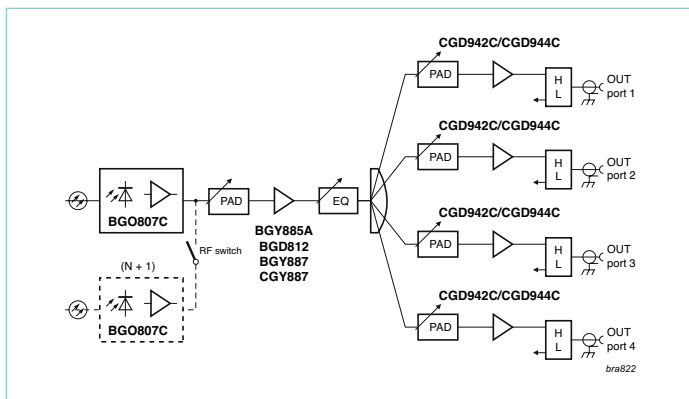 CGD942C/CGD944C
PAD
H
L
OUT
port 1
CGD942C/CGD944C
PAD
H
L
OUT
port 2
BGO807C
PAD
EQ
BGY885A
BGD812
BGY887
CGY887
RF switch
(N + 1)
BGO807C
CGD942C/CGD944C
PAD
H
L
OUT
port 3
CGD942C/CGD944C
PAD
H
L
OUT
port 4
bra822